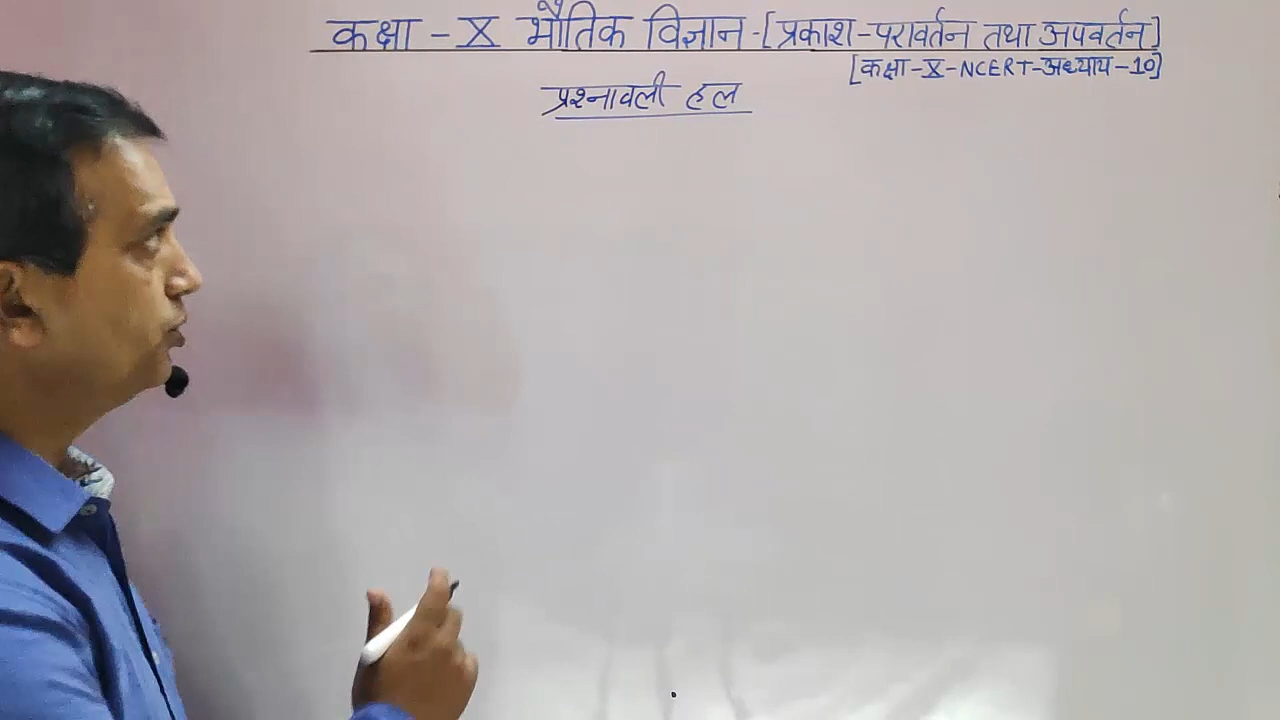 कक्षा - X भौतिक विज्ञान - [प्रकाश - परावर्तन तथा अपवर्तन]
[कक्षा - X - NCERT - अध्याय - 10]
प्रश्नावली हल